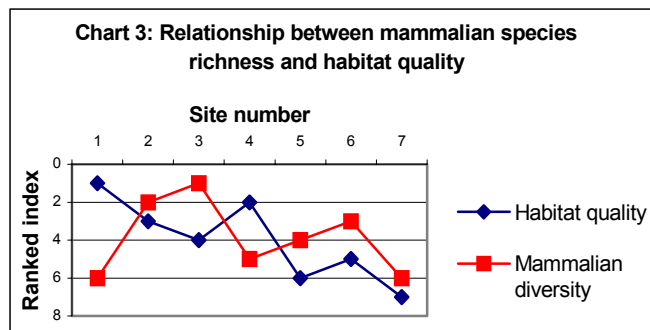 Chart 3: Relationship between mammalian species
richness and habitat quality
Site number
1 2 3 4 5 6 7
Ranked index
0
2
4
6
8
Habitat quality
Mammalian
diversity